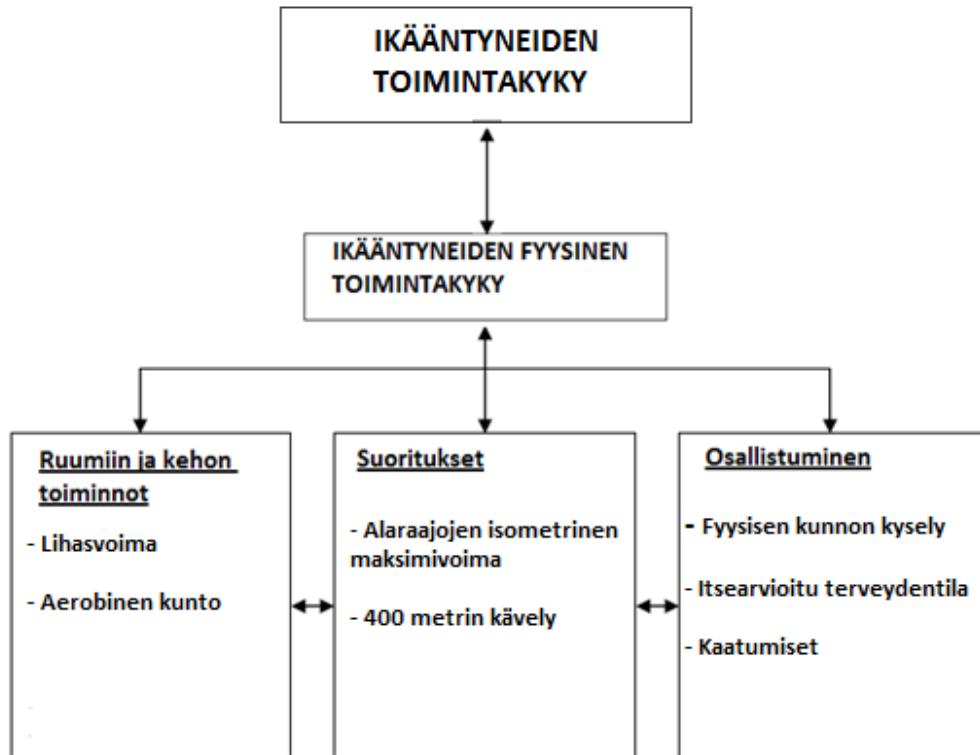 IKÄÄNTYNEIDEN
TOIMINTAKYKY
IKÄÄNTYNEIDEN FYYSINEN
TOIMINTAKYKY
Ruumiin ja kehon
toiminnot
- Lihasvoima
- Aerobinen kunto
Suoritukset
- Alaraajojen isometrinen
maksimivoima
- 400 metrin kävely
Osallistuminen
- Fyysisen kunnon kysely
- Itsearvioitu terveydentila
- Kaatumiset